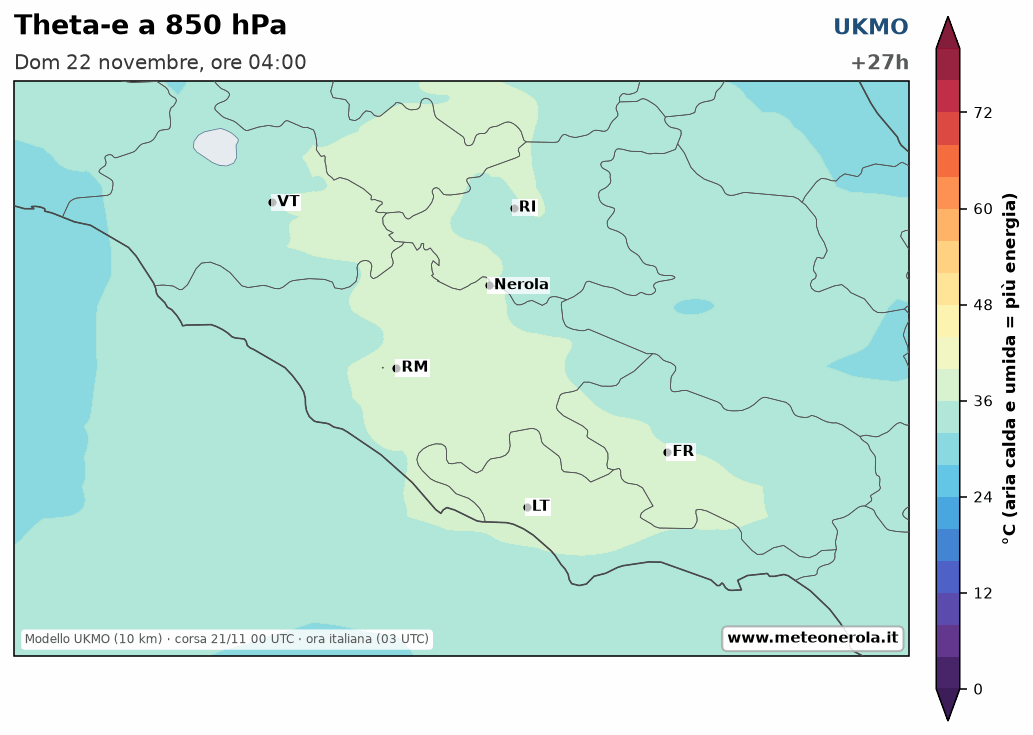 Theta-e a 850 hPa
UKMO
Dom 22 novembre, ore 04:00
+27h
VT
RI
Nerola
RM
FR
LT
Modello UKMO (10 km) · corsa 21/11 00 UTC · ora italiana (03 UTC)
www.meteonerola.it
72
60
48
36
24
12
0
°C (aria calda e umida = più energia)